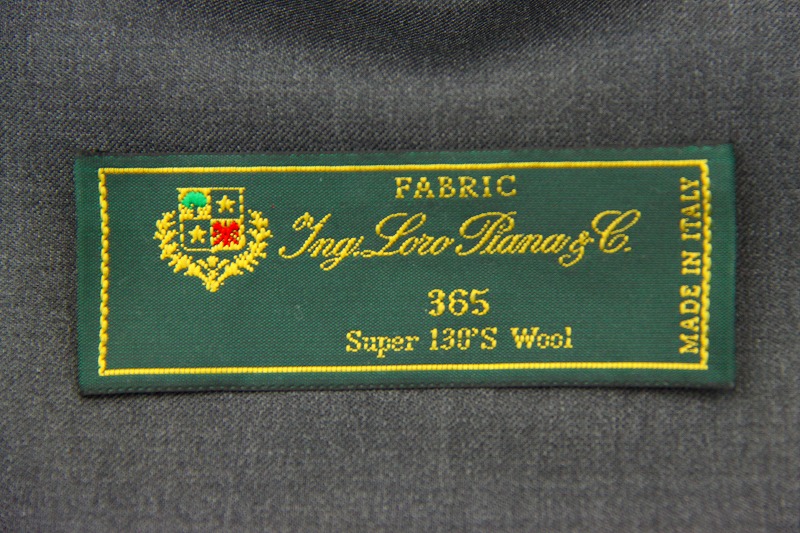 FABRIC
Ing. Loro Piana & C.
365
Super 130'S Wool
MADE IN ITALY